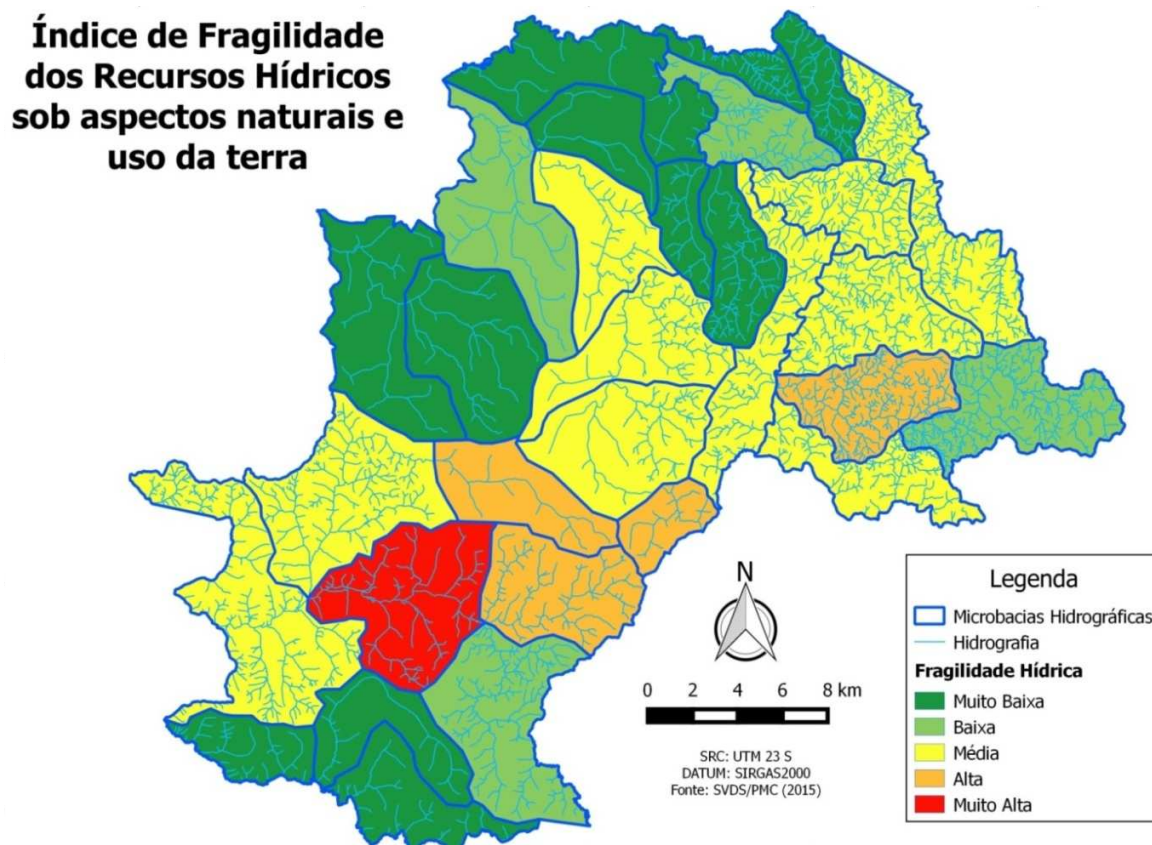 Índice de Fragilidade
dos Recursos Hídricos
sob aspectos naturais e
uso da terra
N
0 2 4 6 8 km
SRC: UTM 23 S
DATUM: SIRGAS2000
Fonte: SVDS/PMC (2015)
Legenda
Microbacias Hidrográficas
Hidrografia
Fragilidade Hídrica
Muito Baixa
Baixa
Média
Alta
Muito Alta